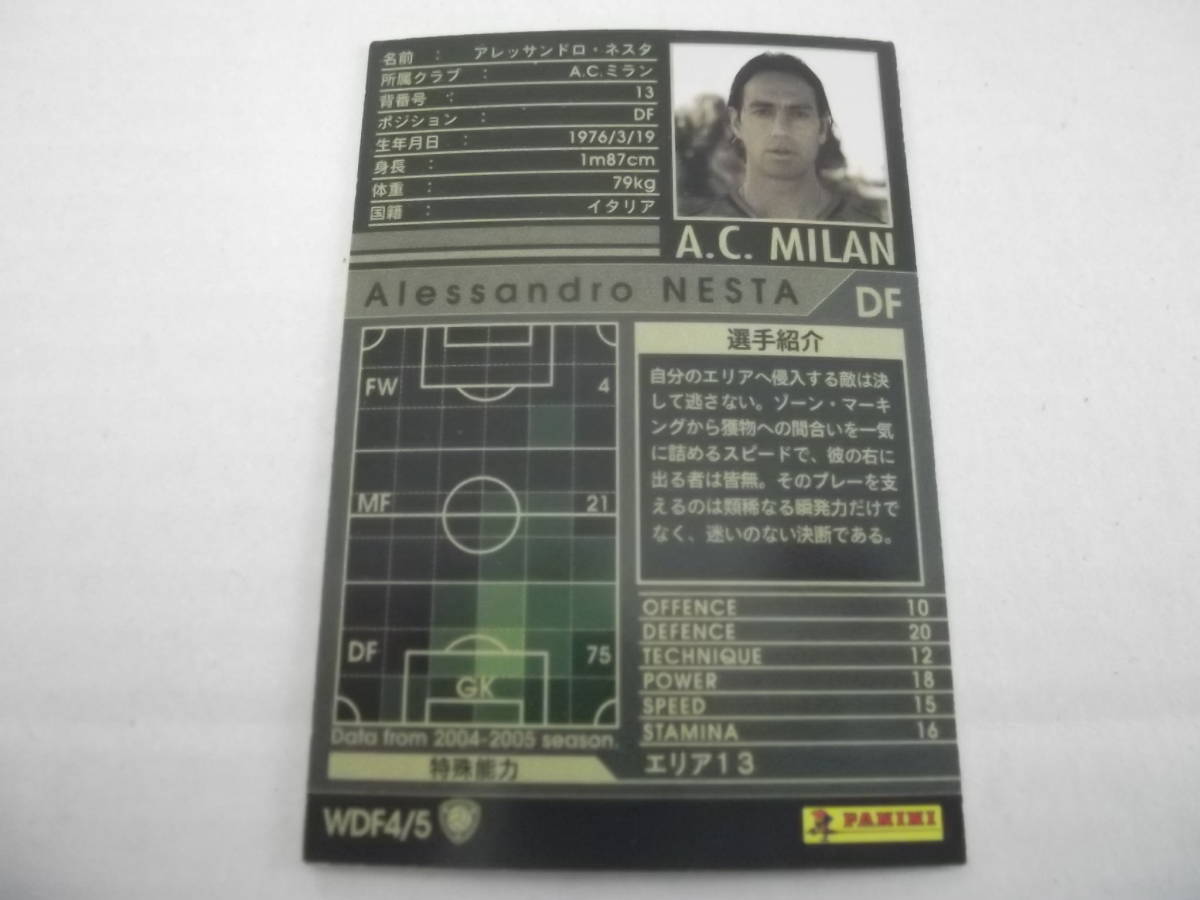 名前 : アレッサンドロ・ネスタ
所属クラブ : A.C.ミラン
背番号 : 13
ポジション : DF
生年月日 : 1976/3/19
身長 : 1m87cm
体重 : 79kg
国籍 : イタリア
A.C. MILAN
Alessandro NESTA
DF
FW 4
MF 21
DF 75
GK
Data from 2004-2005 season.
選手紹介
自分のエリアへ侵入する敵は決
して逃さない。ゾーン・マーキ
ングから獲物への間合いを一気
に詰めるスピードで、彼の右に
出る者は皆無。そのプレーを支
えるのは類稀なる瞬発力だけで
なく、迷いのない決断である。
OFFENCE 10
DEFENCE 20
TECHNIQUE 12
POWER 18
SPEED 15
STAMINA 16
特殊能力
エリア13
WDF4/5
PANINI